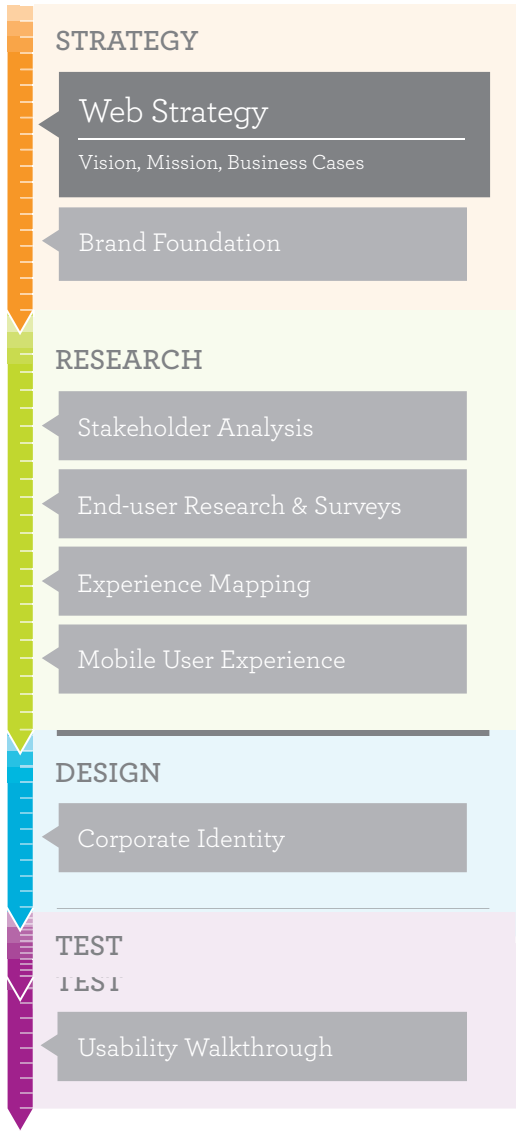 STRATEGY
Web Strategy
Vision, Mission, Business Cases
Brand Foundation
RESEARCH
Stakeholder Analysis
End-user Research & Surveys
Experience Mapping
Mobile User Experience
DESIGN
Corporate Identity
TEST
TEST
Usability Walkthrough